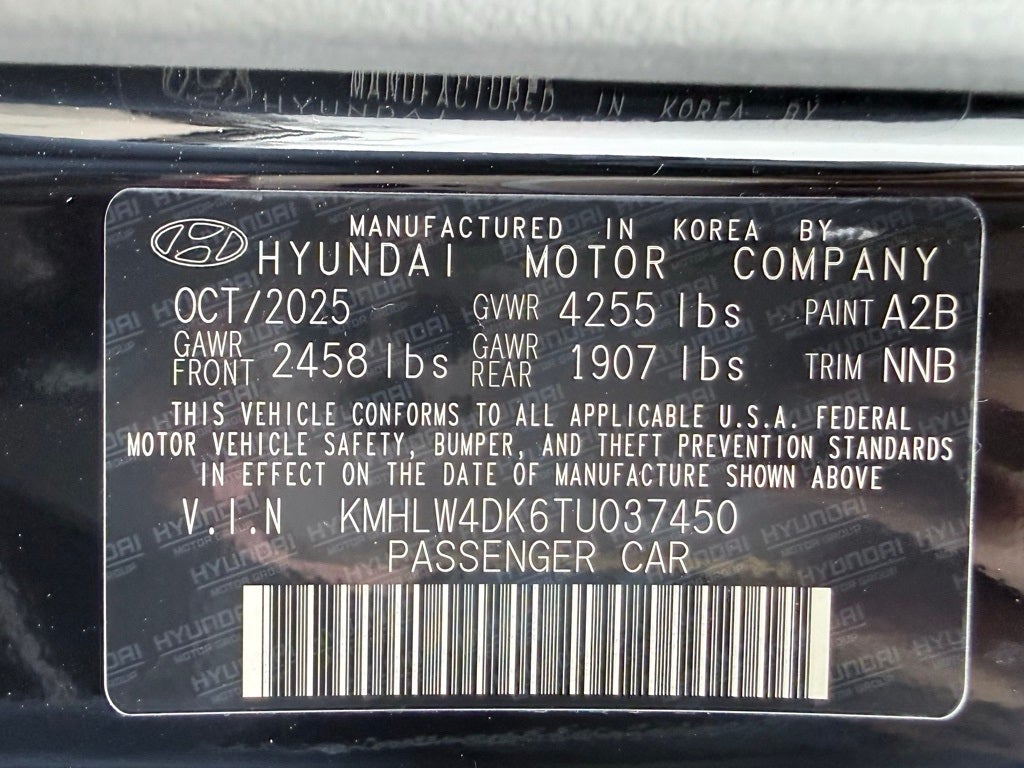 MANUFACTURED IN KOREA BY
MANUFACTURED IN KOREA BY
HYUNDAI MOTOR COMPANY
OCT/2025 GVWR 4255 lbs PAINT A2B
GAWR FRONT 2458 lbs GAWR REAR 1907 lbs TRIM NNB
THIS VEHICLE CONFORMS TO ALL APPLICABLE U.S.A. FEDERAL
MOTOR VEHICLE SAFETY, BUMPER, AND THEFT PREVENTION STANDARDS
IN EFFECT ON THE DATE OF MANUFACTURE SHOWN ABOVE
V.I.N KMHLW4DK6TU037450
PASSENGER CAR